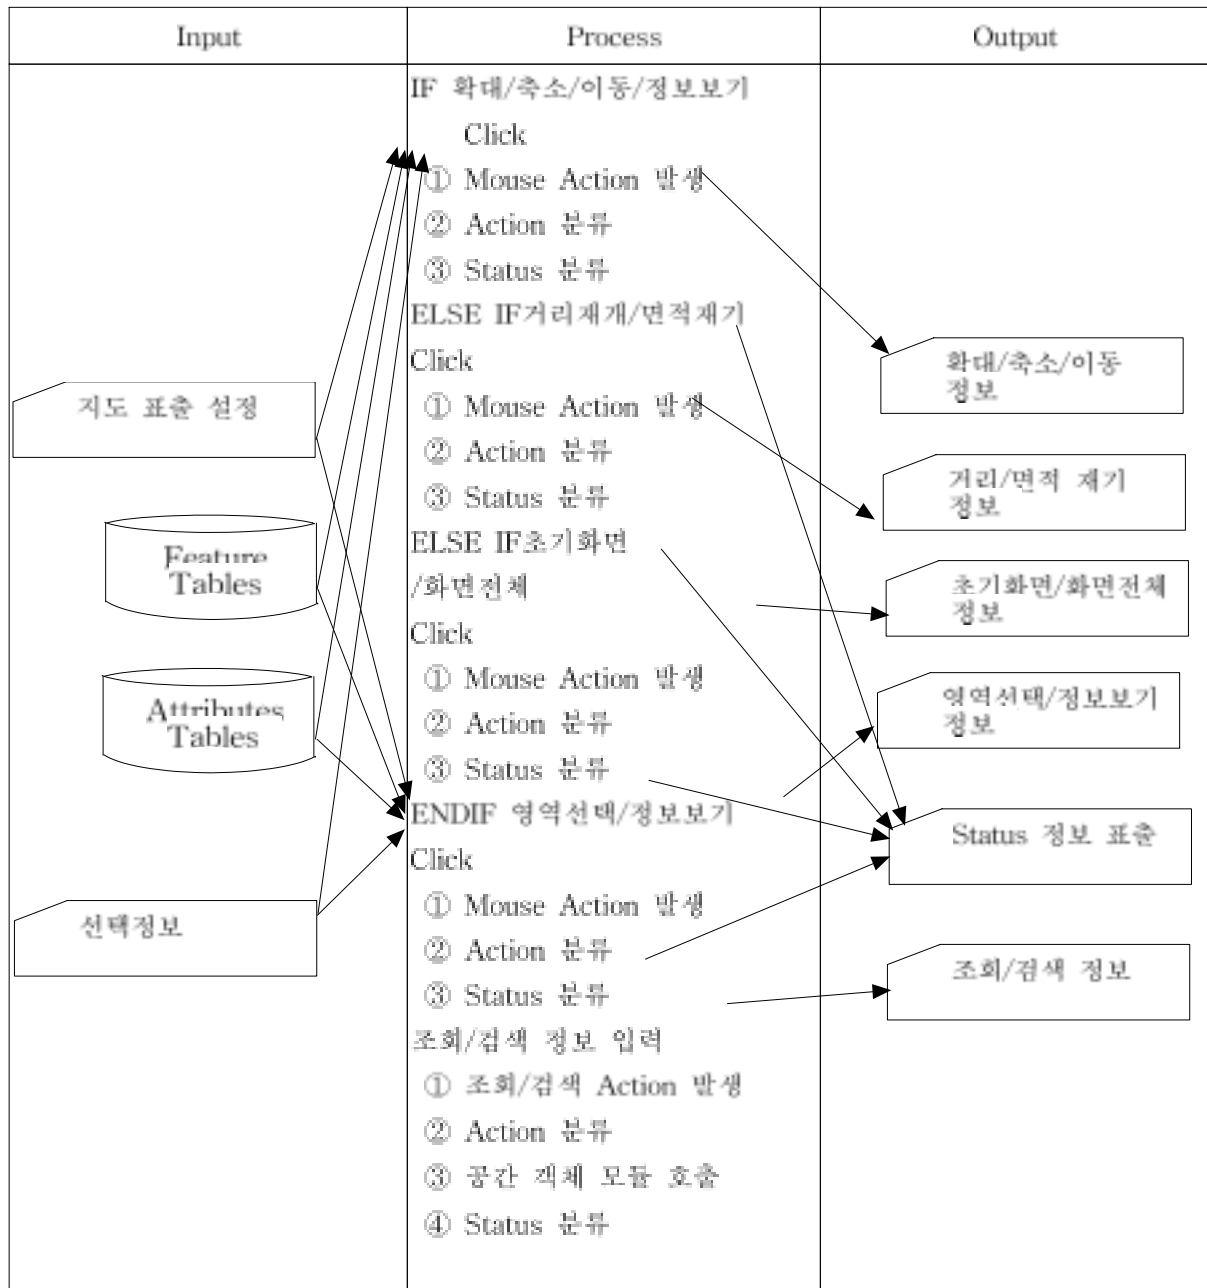 Input
Process
Output
지도 표출 설정
Feature
Tables
Attributes
Tables
선택정보
IF 확대/축소/이동/정보보기
Click
① Mouse Action 발생
② Action 분류
③ Status 분류
ELSE IF거리재개/면적재기
Click
① Mouse Action 발생
② Action 분류
③ Status 분류
ELSE IF초기화면
/화면전체
Click
① Mouse Action 발생
② Action 분류
③ Status 분류
ENDIF 영역선택/정보보기
Click
① Mouse Action 발생
② Action 분류
③ Status 분류
조회/검색 정보 입력
① 조회/검색 Action 발생
② Action 분류
③ 공간 객체 모듈 호출
④ Status 분류
확대/축소/이동
정보
거리/면적 재기
정보
초기화면/화면전체
정보
영역선택/정보보기
정보
Status 정보 표출
조회/검색 정보